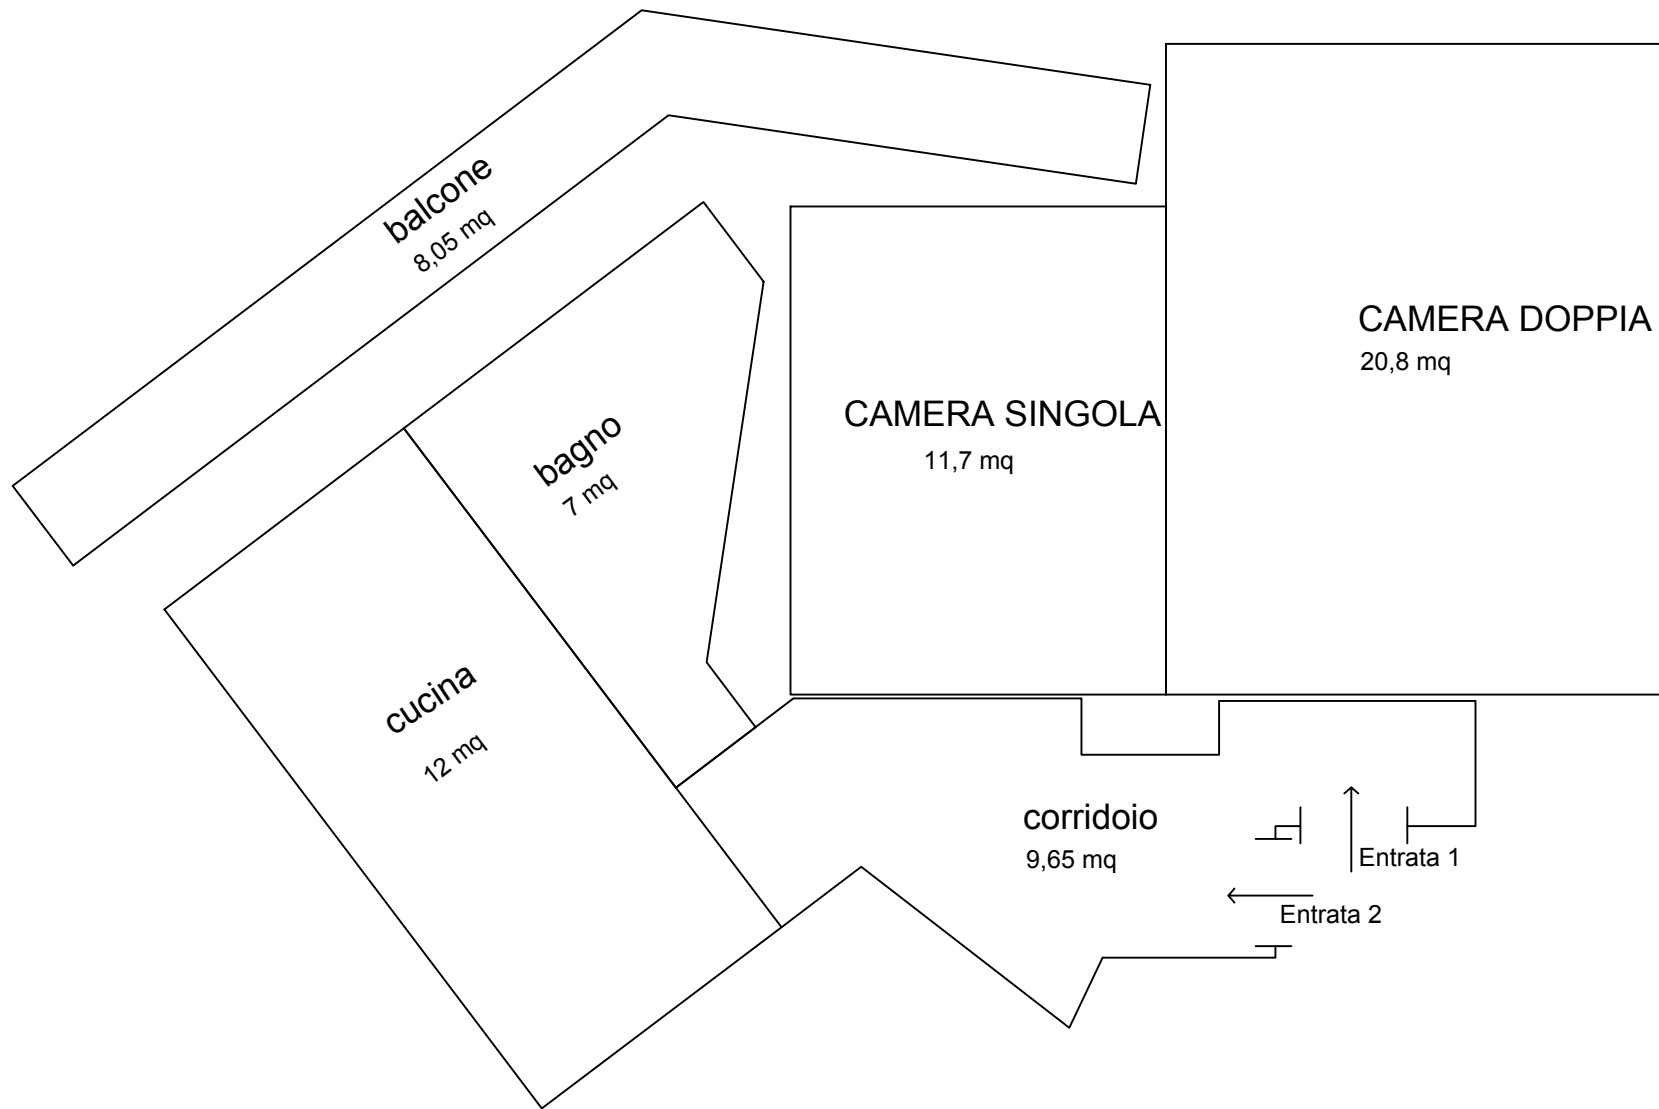 balcone
8,05 mq
CAMERA DOPPIA
20,8 mq
CAMERA SINGOLA
11,7 mq
bagno
7 mq
cucina
12 mq
corridoio
9,65 mq
Entrata 1
Entrata 2